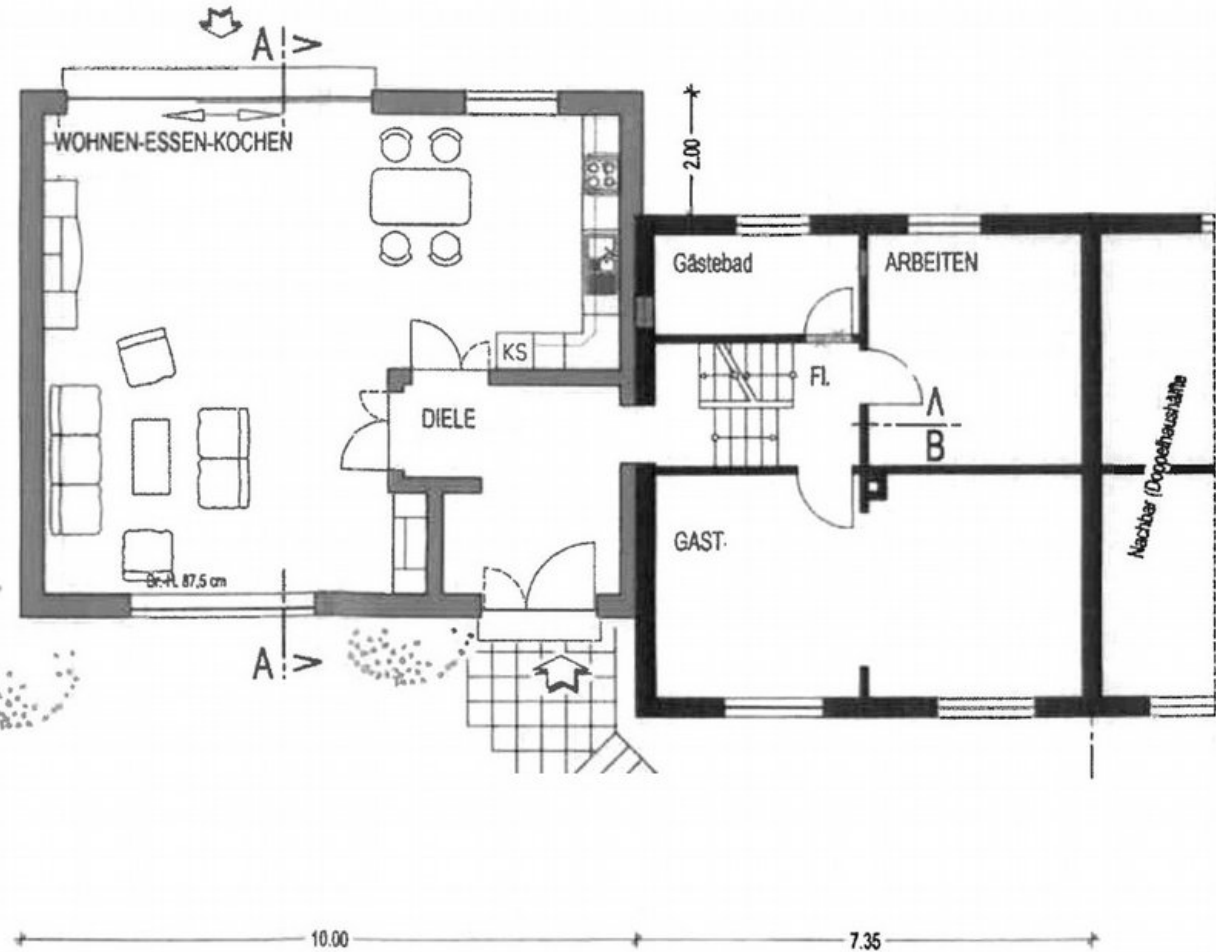 A >
WOHNEN-ESSEN-KOCHEN
2.00
Gästebad
ARBEITEN
KS
Fl.
DIELE
A
B
Nachbar (Doppelhaushälfte
GAST
Br.-H. 87,5 cm
A >
10.00
7.35